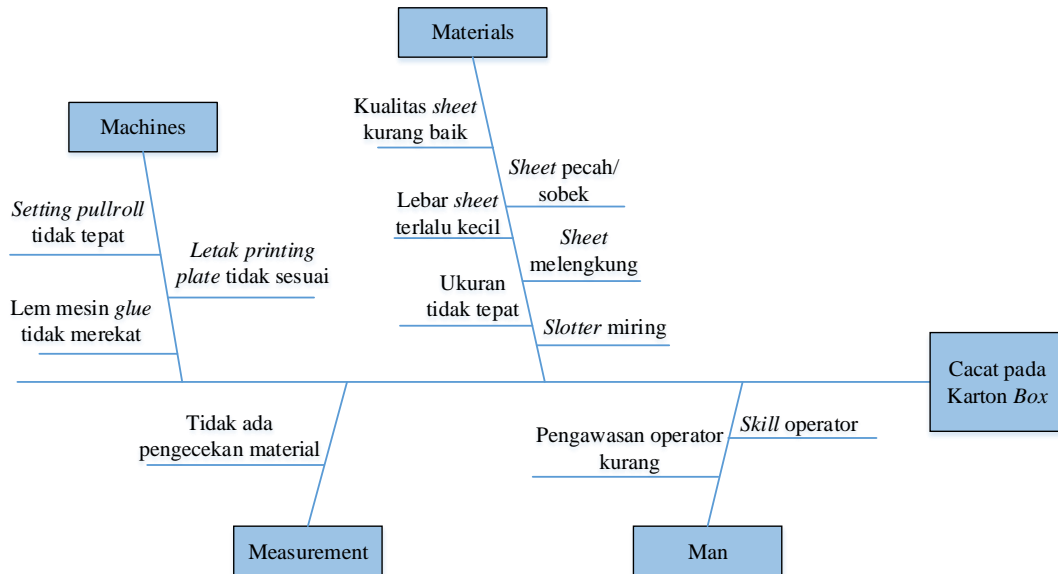 Materials
Kualitas sheet
kurang baik
Sheet pecah/
sobek
Lebar sheet
terlalu kecil
Sheet
melengkung
Ukuran
tidak tepat
Slotter miring
Machines
Setting pullroll
tidak tepat
Letak printing
plate tidak sesuai
Lem mesin glue
tidak merekat
Cacat pada
Karton Box
Tidak ada
pengecekan material
Measurement
Pengawasan operator
kurang
Skill operator
Man